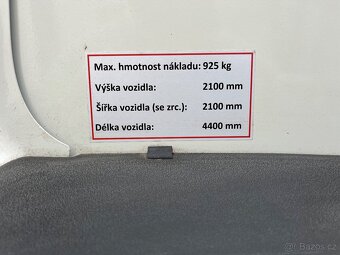 Max. hmotnost nákladu: 925 kg
Výška vozidla: 2100 mm
Šířka vozidla (se zrc.): 2100 mm
Délka vozidla: 4400 mm
Bazos.cz